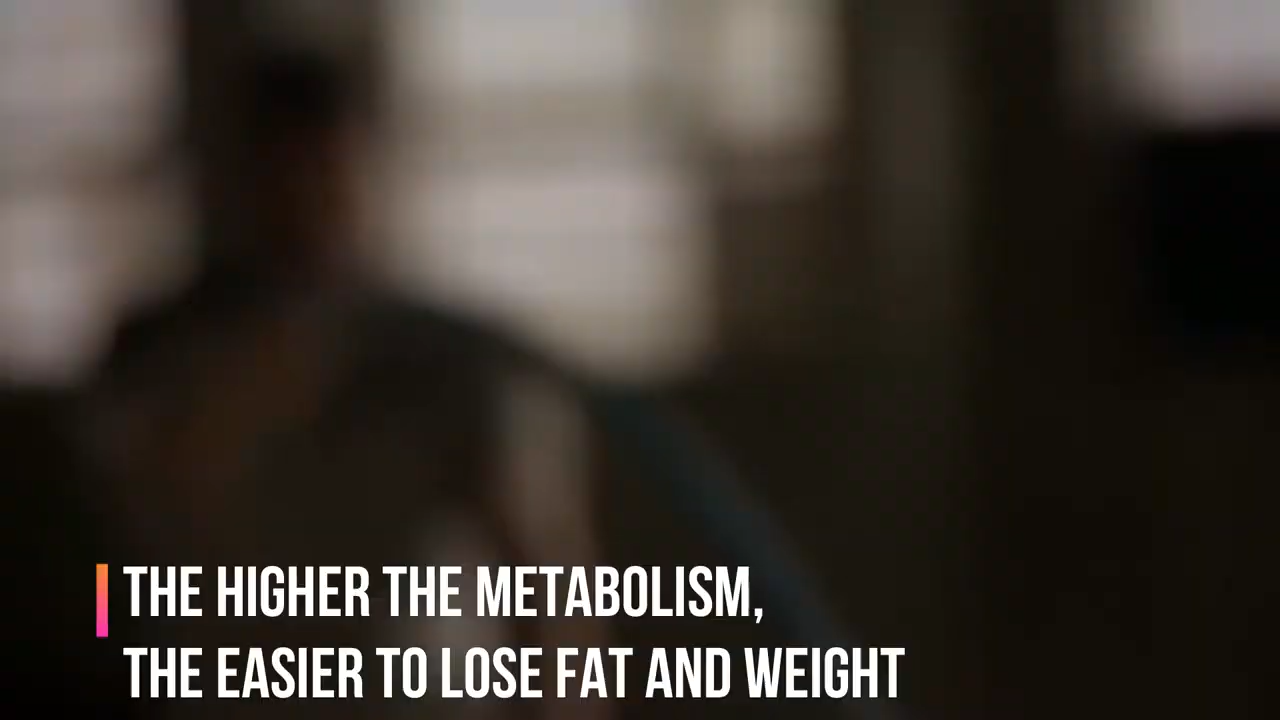 THE HIGHER THE METABOLISM,
THE EASIER TO LOSE FAT AND WEIGHT